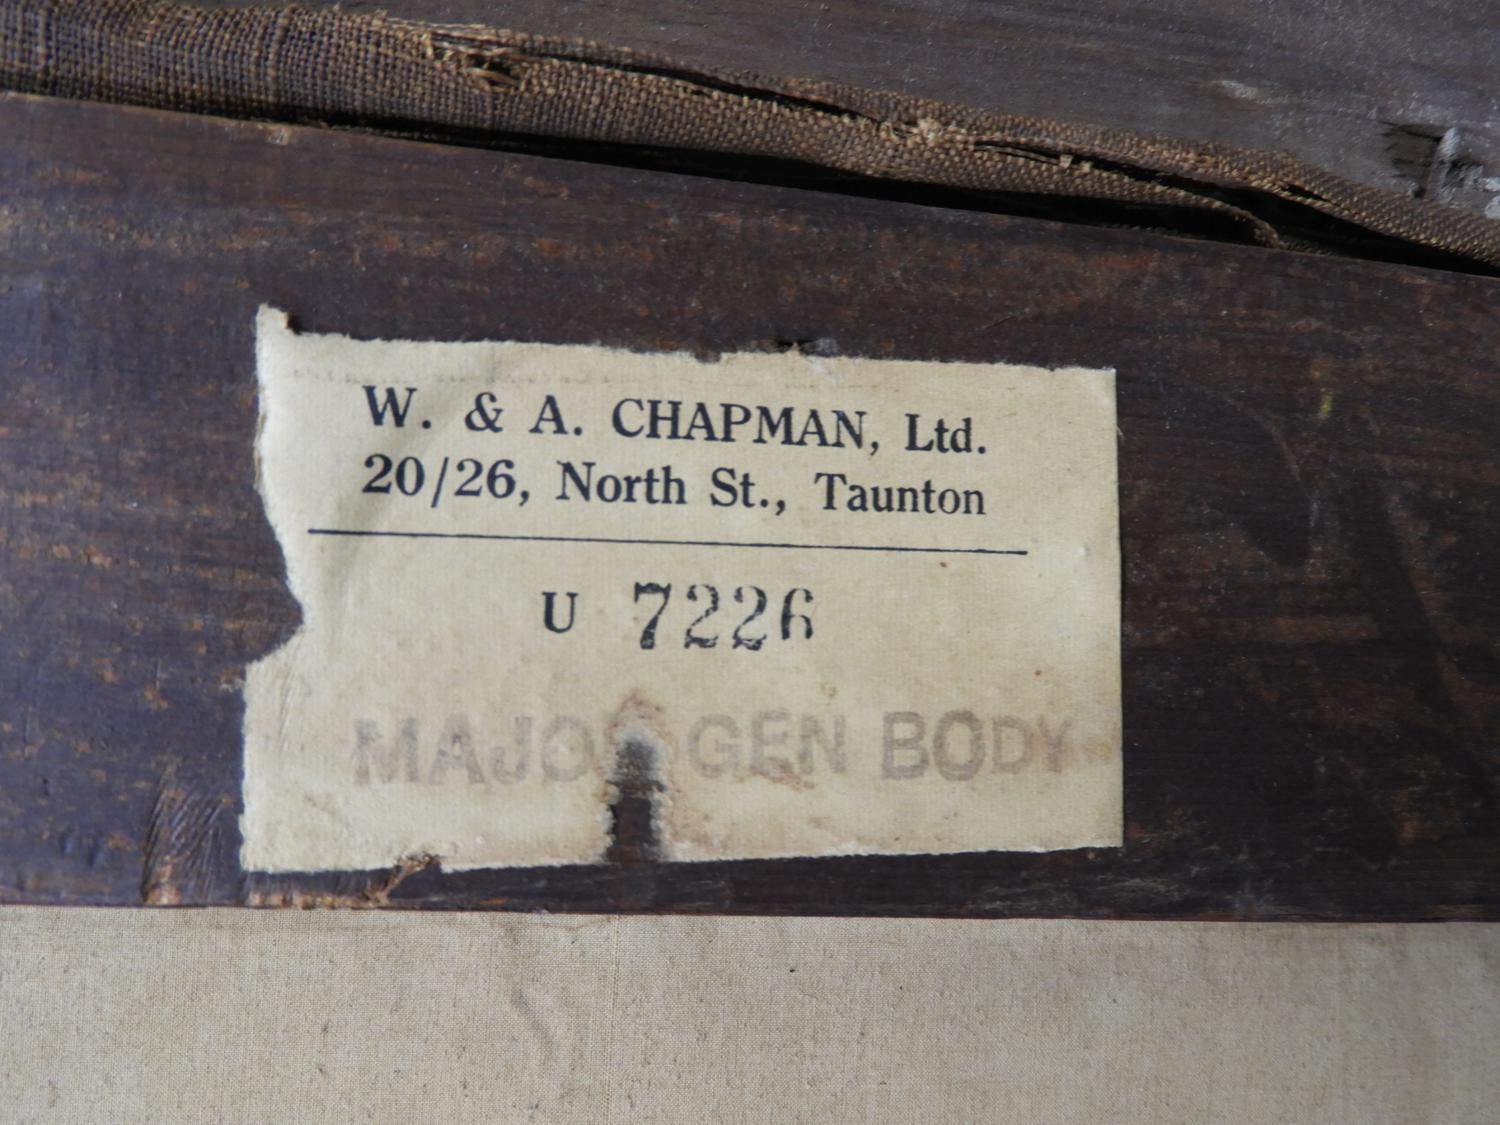 W. & A. CHAPMAN, Ltd.
20/26, North St., Taunton
U 7226
GEN BODY